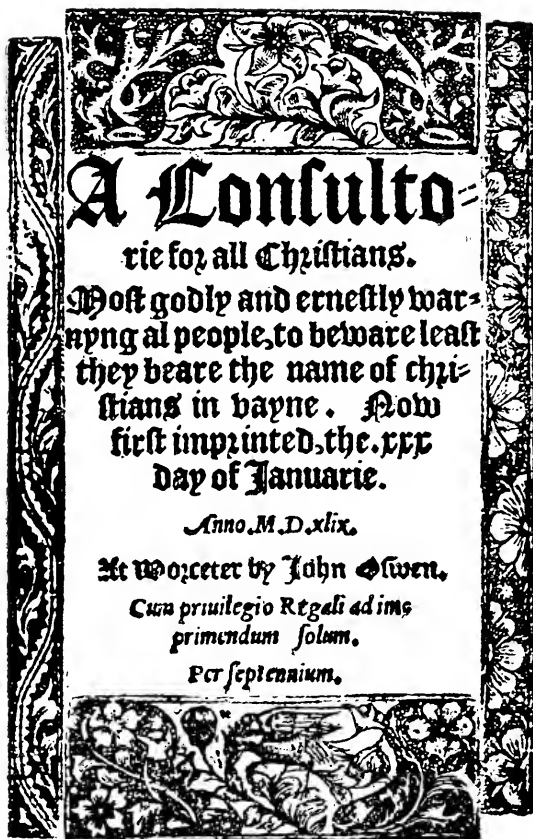 A Conſulto⸗
rie for all Chriſtians.
Moſt godly and erneſtly war⸗
nyng al people, to beware leaſt
they beare the name of chri⸗
ſtians in vayne. Now
firſt imprinted, the .xxx
day of Januarie.
Anno. M. D. xlix.
At Worceter by John Oſwen.
Cum priuilegio Regali ad im⸗
primendum ſolum.
Per ſeptennium.